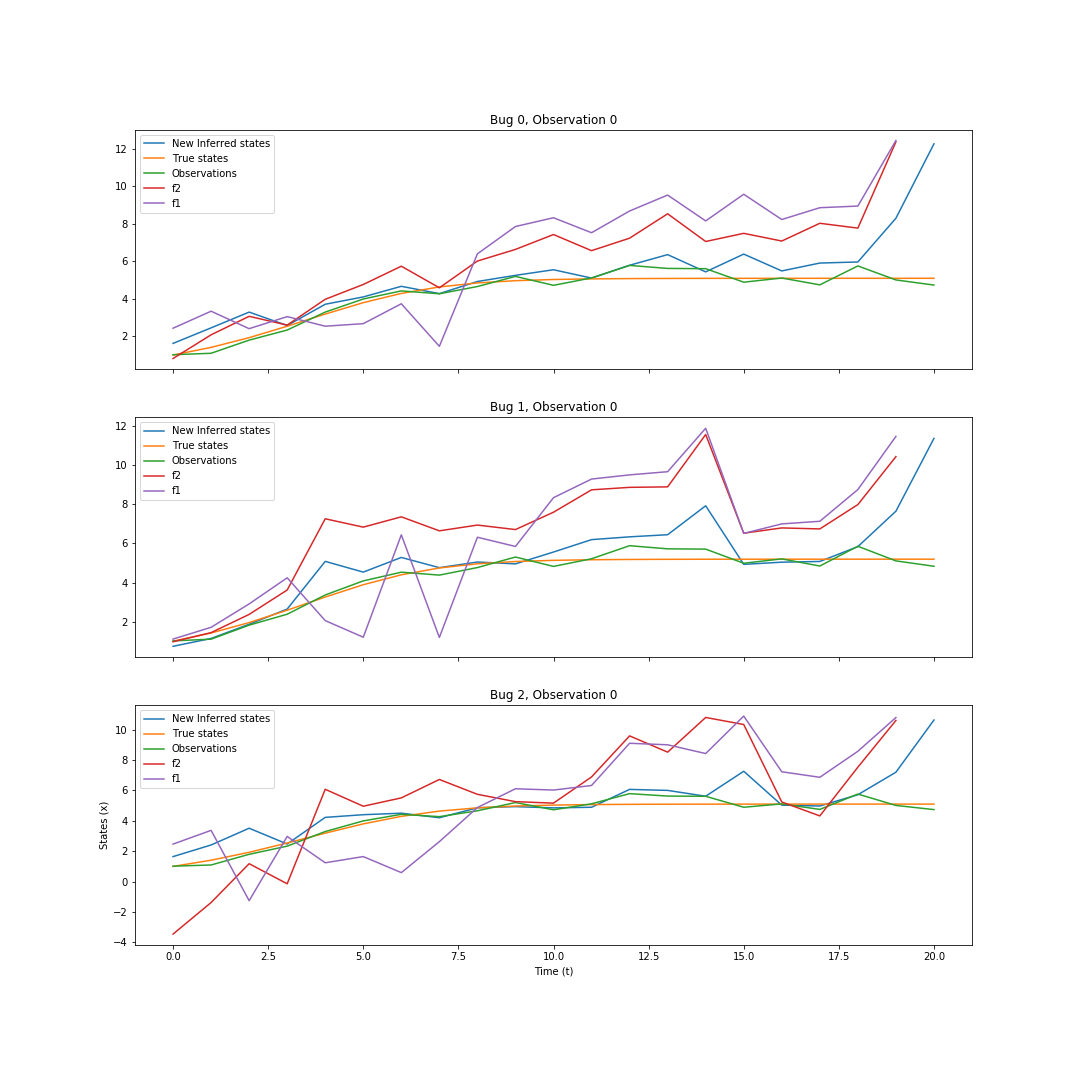 Bug 0, Observation 0
New Inferred states
True states
Observations
f2
f1
12
10
8
6
4
2
Bug 1, Observation 0
New Inferred states
True states
Observations
f2
f1
12
10
8
6
4
2
Bug 2, Observation 0
New Inferred states
True states
Observations
f2
f1
10
8
6
4
2
0
−2
−4
States (x)
0.0 2.5 5.0 7.5 10.0 12.5 15.0 17.5 20.0
Time (t)